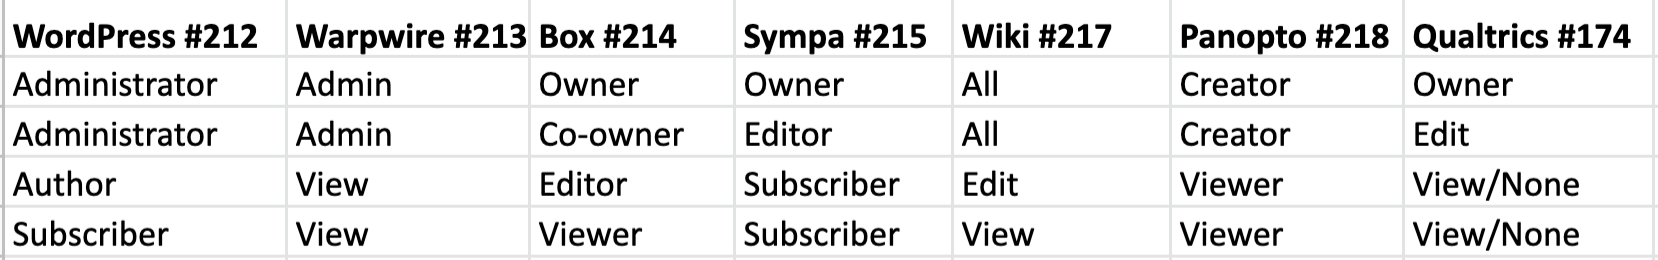 WordPress #212 Warpwire #213 Box #214 Sympa #215 Wiki #217 Panopto #218 Qualtrics #174
Administrator Admin Owner Owner All Creator Owner
Administrator Admin Co-owner Editor All Creator Edit
Author View Editor Subscriber Edit Viewer View/None
Subscriber View Viewer Subscriber View Viewer View/None